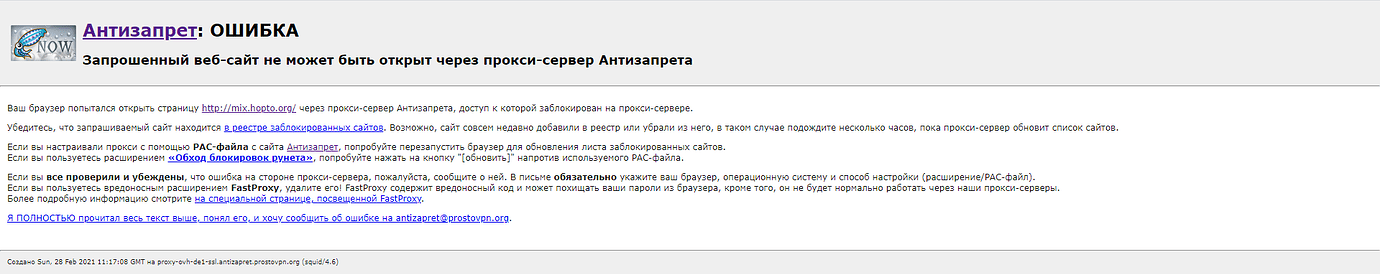 NOW
Антизапрет: ОШИБКА
Запрошенный веб-сайт не может быть открыт через прокси-сервер Антизапрета
Ваш браузер попытался открыть страницу http://mix.hopto.org/ через прокси-сервер Антизапрета, доступ к которой заблокирован на прокси-сервере.
Убедитесь, что запрашиваемый сайт находится в реестре заблокированных сайтов. Возможно, сайт совсем недавно добавили в реестр или убрали из него, в таком случае подождите несколько часов, пока прокси-сервер обновит список сайтов.
Если вы настраивали прокси с помощью PAC-файла с сайта Антизапрет, попробуйте перезапустить браузер для обновления листа заблокированных сайтов.
Если вы пользуетесь расширением «Обход блокировок рунета», попробуйте нажать на кнопку "[обновить]" напротив используемого PAC-файла.
Если вы все проверили и убеждены, что ошибка на стороне прокси-сервера, пожалуйста, сообщите о ней. В письме обязательно укажите ваш браузер, операционную систему и способ настройки (расширение/PAC-файл).
Если вы пользуетесь вредоносным расширением FastProxy, удалите его! FastProxy содержит вредоносный код и может похищать ваши пароли из браузера, кроме того, он не будет нормально работать через наши прокси-серверы.
Более подробную информацию смотрите на специальной странице, посвещенной FastProxy.
Я ПОЛНОСТЬЮ прочитал весь текст выше, понял его, и хочу сообщить об ошибке на antizapret@prostovpn.org.
Создано Sun, 28 Feb 2021 11:17:08 GMT на proxy-ovh-de1-ssl.antizapret.prostovpn.org (squid/4.6)